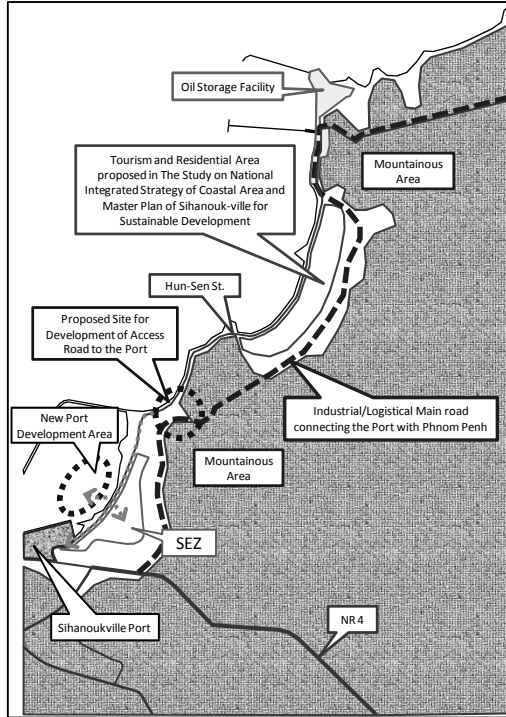 Oil Storage Facility
Tourism and Residential Area
proposed in The Study on National
Integrated Strategy of Coastal Area and
Master Plan of Sihanouk-ville for
Sustainable Development
Mountainous
Area
Hun-Sen St.
Proposed Site for
Development of Access
Road to the Port
New Port
Development Area
Industrial/Logistical Main road
connecting the Port with Phnom Penh
Mountainous
Area
SEZ
Sihanoukville Port
NR 4